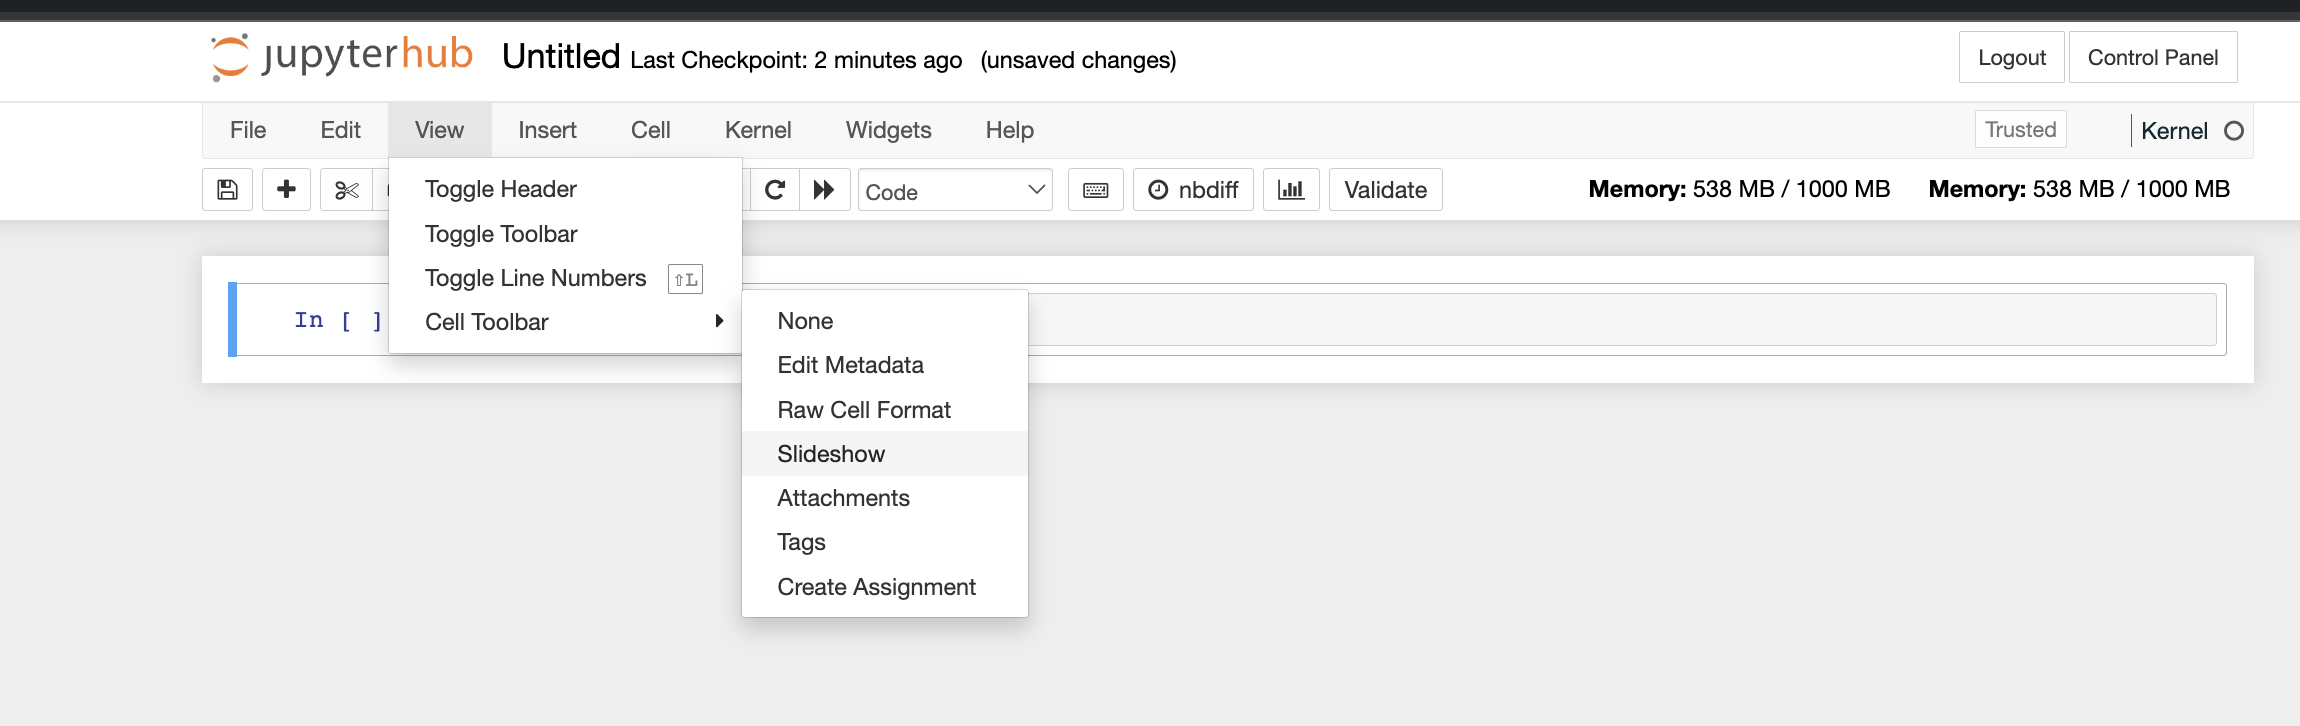 jupyterhub Untitled Last Checkpoint: 2 minutes ago (unsaved changes) Logout Control Panel
File Edit View Insert Cell Kernel Widgets Help Trusted Kernel
Code nbdiff Validate Memory: 538 MB / 1000 MB Memory: 538 MB / 1000 MB
Toggle Header
Toggle Toolbar
Toggle Line Numbers ⇧L
Cell Toolbar
In [ ]
None
Edit Metadata
Raw Cell Format
Slideshow
Attachments
Tags
Create Assignment